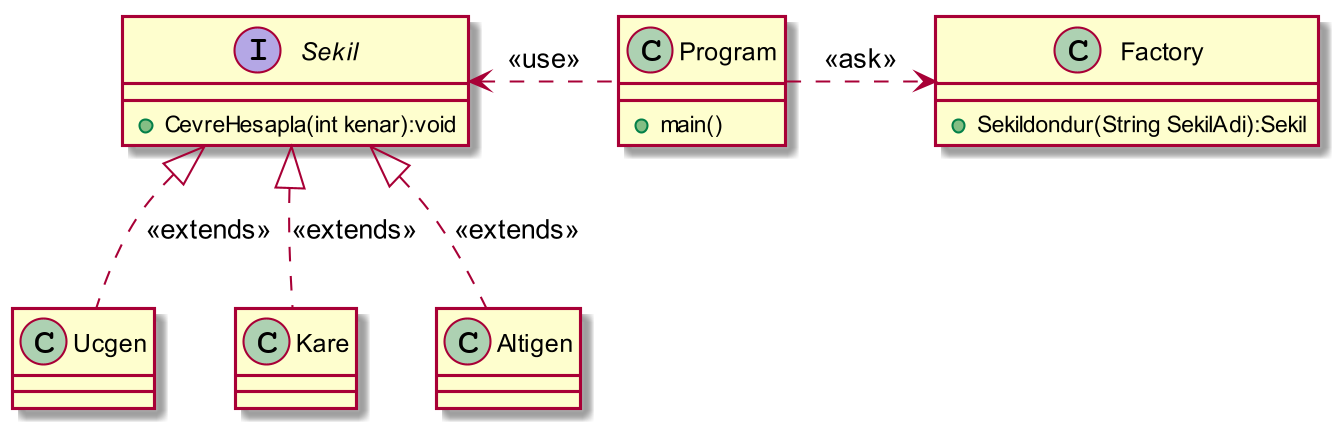 I Sekil
CevreHesapla(int kenar):void
«use»
C Program
main()
«ask»
C Factory
Sekildondur(String SekilAdi):Sekil
«extends»
«extends»
«extends»
C Ucgen
C Kare
C Altigen